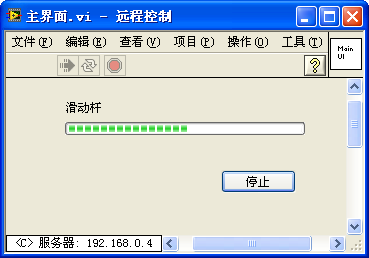 主界面.vi - 远程控制
文件(F) 编辑(E) 查看(V) 项目(P) 操作(O) 工具(T)
Main
UI
?
滑动杆
停止
<C> 服务器: 192.168.0.4